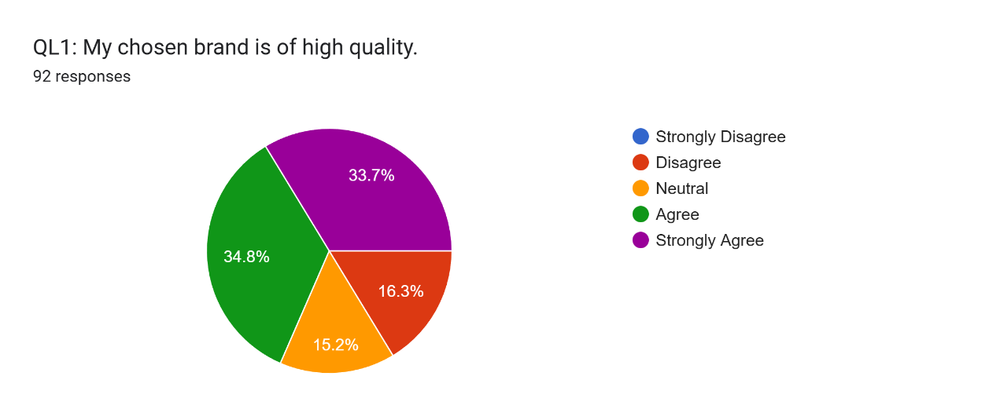 QL1: My chosen brand is of high quality.
92 responses
33.7%
34.8%
16.3%
15.2%
Strongly Disagree
Disagree
Neutral
Agree
Strongly Agree